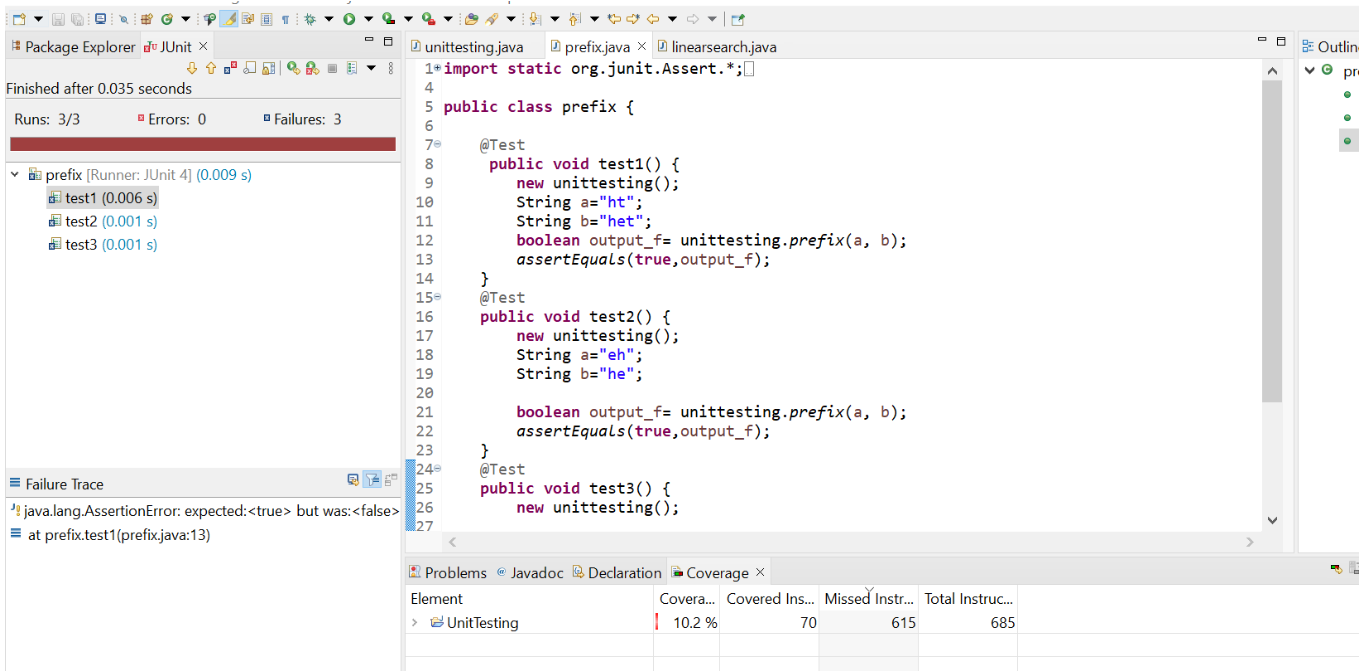 Package Explorer JUnit
Finished after 0.035 seconds
Runs: 3/3 Errors: 0 Failures: 3
prefix [Runner: JUnit 4] (0.009 s)
test1 (0.006 s)
test2 (0.001 s)
test3 (0.001 s)
Failure Trace
java.lang.AssertionError: expected:<true> but was:<false>
at prefix.test1(prefix.java:13)
unittesting.java prefix.java linearsearch.java
1 import static org.junit.Assert.*;
4
5 public class prefix {
6
7 @Test
8 public void test1() {
9 new unittesting();
10 String a="ht";
11 String b="het";
12 boolean output_f= unittesting.prefix(a, b);
13 assertEquals(true,output_f);
14 }
15 @Test
16 public void test2() {
17 new unittesting();
18 String a="eh";
19 String b="he";
20
21 boolean output_f= unittesting.prefix(a, b);
22 assertEquals(true,output_f);
23 }
24 @Test
25 public void test3() {
26 new unittesting();
27
Problems Javadoc Declaration Coverage
Element Covera... Covered Ins... Missed Instr... Total Instruc...
UnitTesting 10.2 % 70 615 685
Outlin
pr